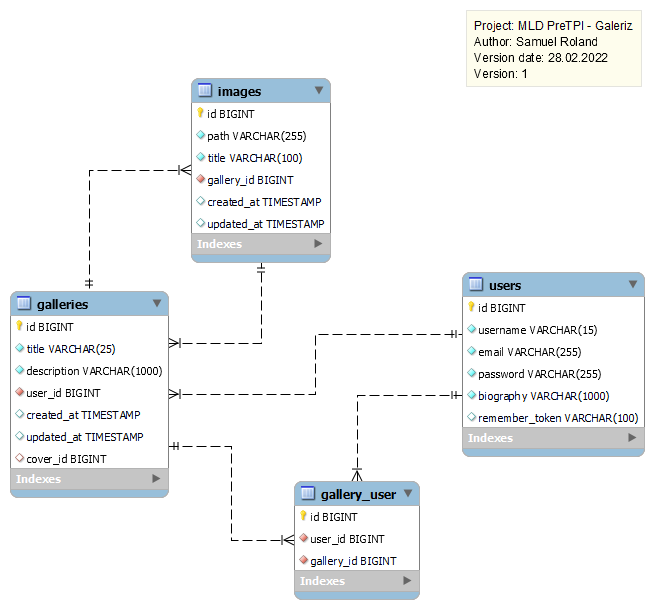 Project: MLD PreTPI - Galeriz
Author: Samuel Roland
Version date: 28.02.2022
Version: 1
images
id BIGINT
path VARCHAR(255)
title VARCHAR(100)
gallery_id BIGINT
created_at TIMESTAMP
updated_at TIMESTAMP
Indexes
galleries
id BIGINT
title VARCHAR(25)
description VARCHAR(1000)
user_id BIGINT
created_at TIMESTAMP
updated_at TIMESTAMP
cover_id BIGINT
Indexes
users
id BIGINT
username VARCHAR(15)
email VARCHAR(255)
password VARCHAR(255)
biography VARCHAR(1000)
remember_token VARCHAR(100)
Indexes
gallery_user
id BIGINT
user_id BIGINT
gallery_id BIGINT
Indexes